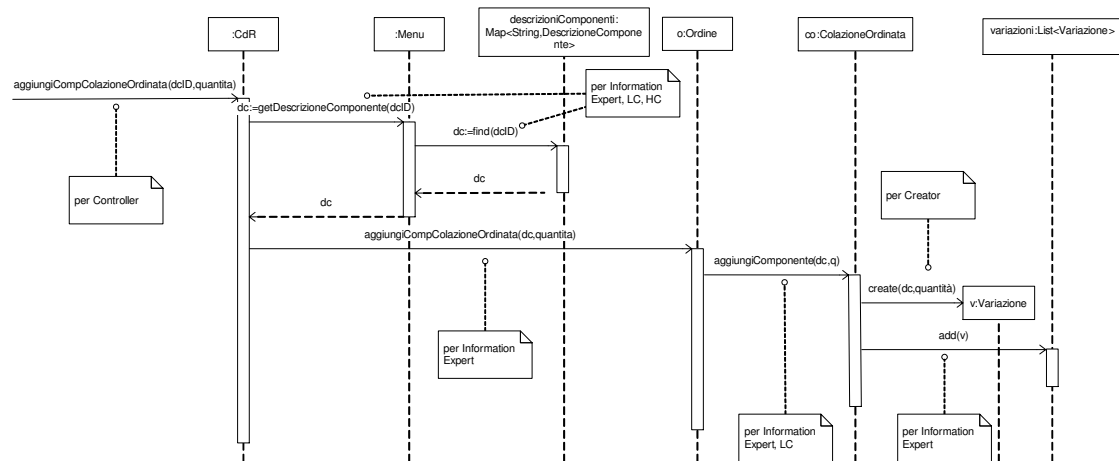 descrizioniComponenti:
Map<String,DescrizioneCompone
nte>
:CdR
:Menu
o:Ordine
co:ColazioneOrdinata
variazioni:List<Variazione>
aggiungiCompColazioneOrdinata(dcID,quantita)
per Information
Expert, LC, HC
dc:=getDescrizioneComponente(dcID)
dc:=find(dcID)
per Controller
dc
dc
per Creator
aggiungiCompColazioneOrdinata(dc,quantita)
aggiungiComponente(dc,q)
create(dc,quantità)
v:Variazione
add(v)
per Information
Expert
per Information
Expert, LC
per Information
Expert